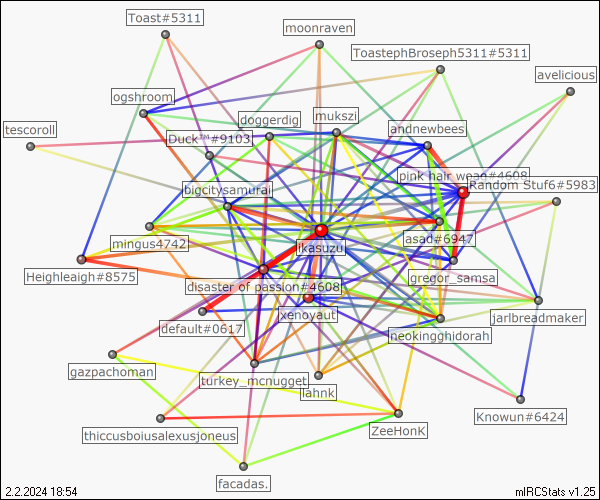 Toast#5311
moonraven
ToastephBroseph5311#5311
avelicious
ogshroom
doggerdig
mukszi
andnewbees
tescoroll
Duck™#9103
pink hair weag#4608
Random Stuf6#5983
bigcitysamurai
mingus4742
ikasuzu
asad#6947
Heighleaigh#8575
disaster of passion#4608
gregor_samsa
default#0617
xenoyaut
jarlbreadmaker
neokingghidorah
gazpachoman
turkey_mcnugget
lahnk
Knowun#6424
thiccusboiusalexusjoneus
ZeeHonK
facadas.
2.2.2024 18:54
mIRCStats v1.25